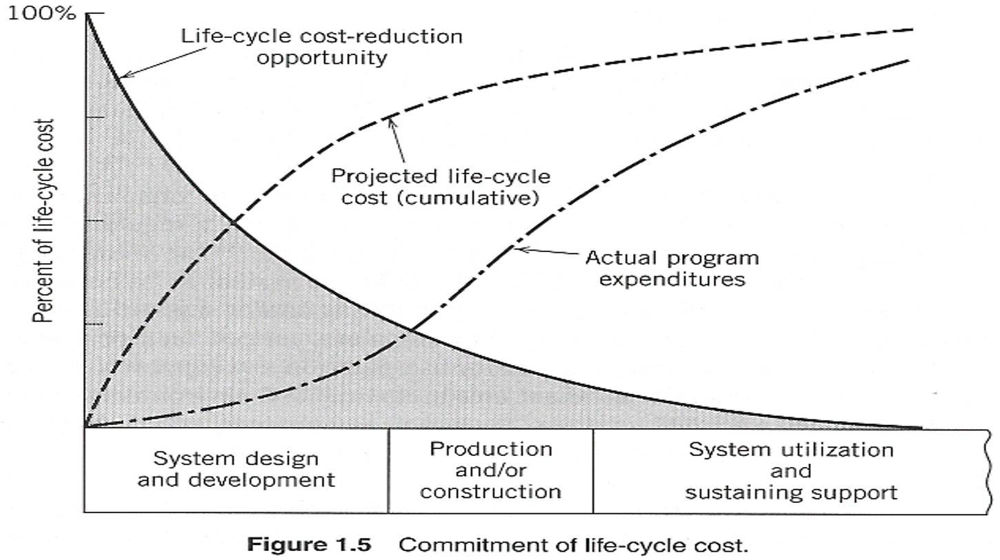 100%
Life-cycle cost-reduction
opportunity
Percent of life-cycle cost
Projected life-cycle
cost (cumulative)
Actual program
expenditures
System design
and development
Production
and/or
construction
System utilization
and
sustaining support
Figure 1.5 Commitment of life-cycle cost.